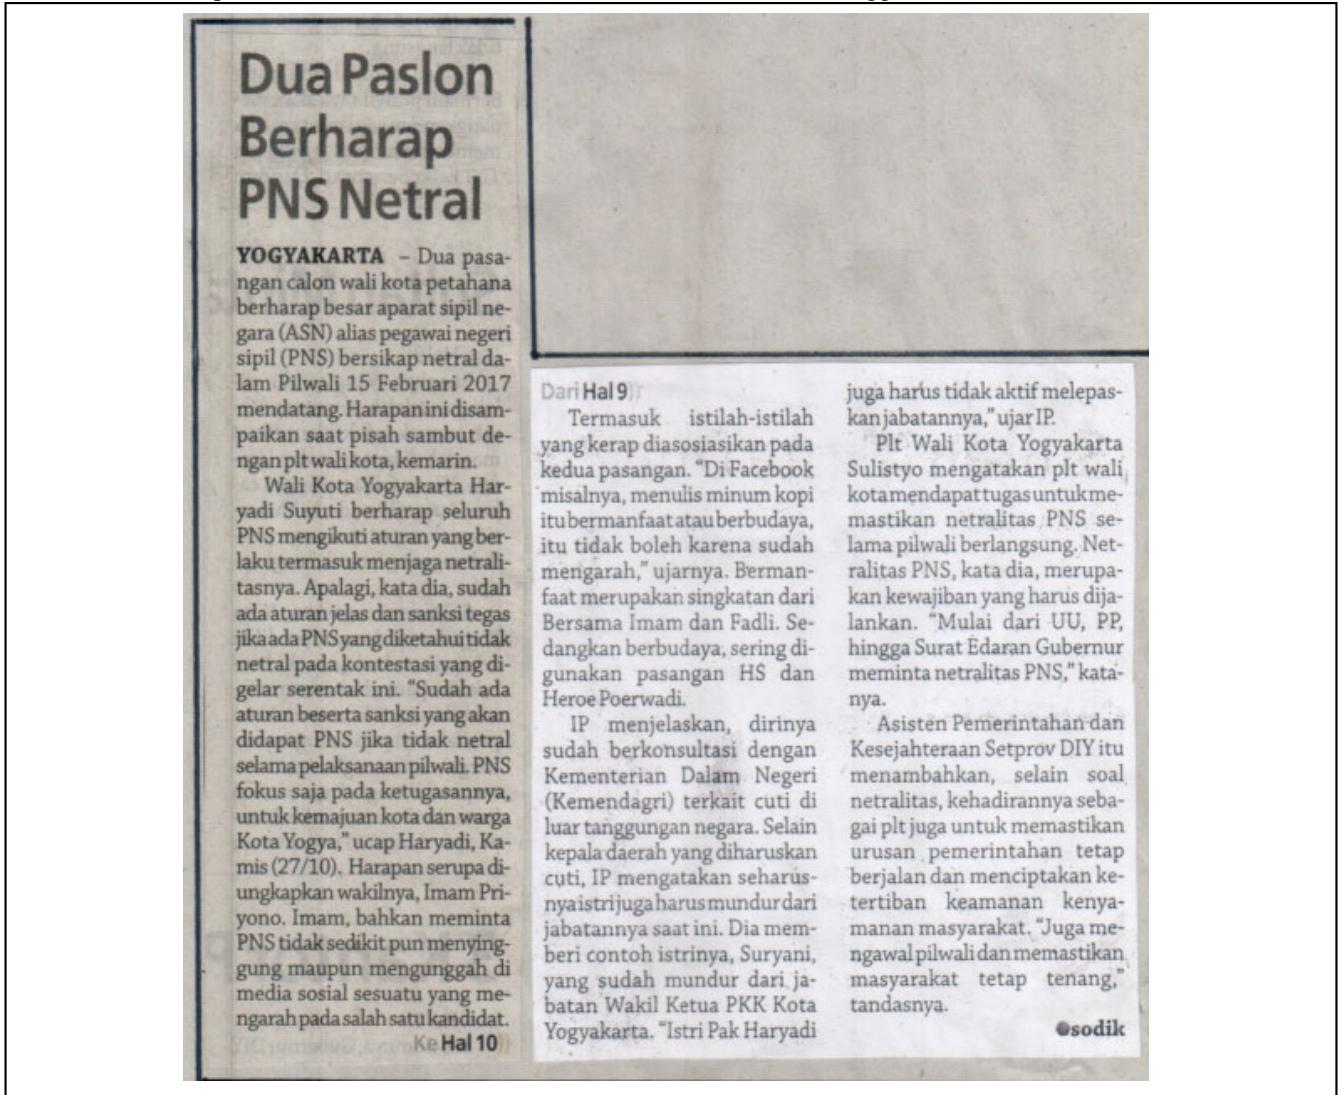 Dua Paslon
Berharap
PNS Netral
YOGYAKARTA – Dua pasa-
ngan calon wali kota petahana
berharap besar aparat sipil ne-
gara (ASN) alias pegawai negeri
sipil (PNS) bersikap netral da-
lam Pilwali 15 Februari 2017
mendatang. Harapan ini disam-
paikan saat pisah sambut de-
ngan plt wali kota, kemarin.
Wali Kota Yogyakarta Har-
yadi Suyuti berharap seluruh
PNS mengikuti aturan yang ber-
laku termasuk menjaga netrali-
tasnya. Apalagi, kata dia, sudah
ada aturan jelas dan sanksi tegas
jika ada PNS yang diketahui tidak
netral pada kontestasi yang di-
gelar serentak ini. “Sudah ada
aturan beserta sanksi yang akan
didapat PNS jika tidak netral
selama pelaksanaan pilwali. PNS
fokus saja pada ketugasannya,
untuk kemajuan kota dan warga
Kota Yogya,” ucap Haryadi, Ka-
mis (27/10). Harapan serupa di-
ungkapkan wakilnya, Imam Pri-
yono. Imam, bahkan meminta
PNS tidak sedikit pun menying-
gung maupun mengunggah di
media sosial sesuatu yang me-
ngarah pada salah satu kandidat.
Ke Hal 10))
Dari Hal 9))
Termasuk istilah-istilah
yang kerap diasosiasikan pada
kedua pasangan. “Di Facebook
misalnya, menulis minum kopi
itu bermanfaat atau berbudaya,
itu tidak boleh karena sudah
mengarah,” ujarnya. Berman-
faat merupakan singkatan dari
Bersama Imam dan Fadli. Se-
dangkan berbudaya, sering di-
gunakan pasangan HS dan
Heroe Poerwadi.
IP menjelaskan, dirinya
sudah berkonsultasi dengan
Kementerian Dalam Negeri
(Kemendagri) terkait cuti di
luar tanggungan negara. Selain
kepala daerah yang diharuskan
cuti, IP mengatakan seharus-
nya istri juga harus mundur dari
jabatannya saat ini. Dia mem-
beri contoh istrinya, Suryani,
yang sudah mundur dari ja-
batan Wakil Ketua PKK Kota
Yogyakarta. “Istri Pak Haryadi
juga harus tidak aktif melepas-
kan jabatannya,” ujar IP.
Plt Wali Kota Yogyakarta
Sulistyo mengatakan plt wali
kota mendapat tugas untuk me-
mastikan netralitas PNS se-
lama pilwali berlangsung. Net-
ralitas PNS, kata dia, merupa-
kan kewajiban yang harus dija-
lankan. “Mulai dari UU, PP,
hingga Surat Edaran Gubernur
meminta netralitas PNS,” kata-
nya.
Asisten Pemerintahan dan
Kesejahteraan Setprov DIY itu
menambahkan, selain soal
netralitas, kehadirannya seba-
gai plt juga untuk memastikan
urusan pemerintahan tetap
berjalan dan menciptakan ke-
tertiban keamanan kenya-
manan masyarakat. “Juga me-
ngawal pilwali dan memastikan
masyarakat tetap tenang,”
tandasnya.
●sodik